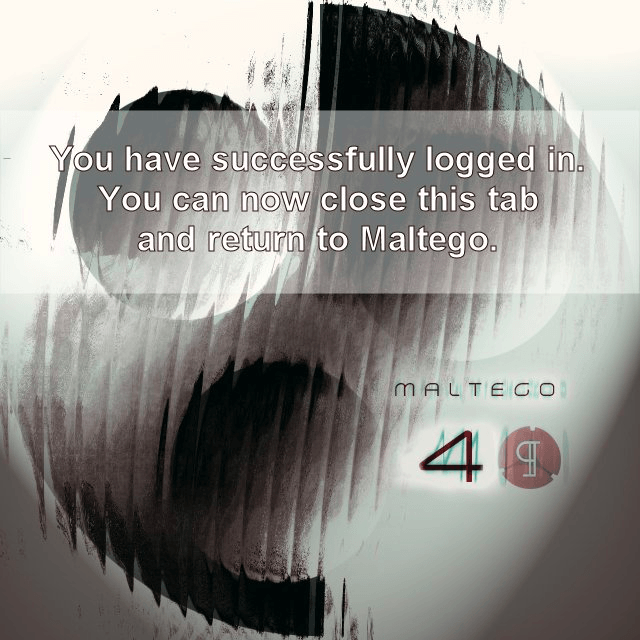 You have successfully logged in.
You can now close this tab
and return to Maltego.
MALTEGO
4 ¶